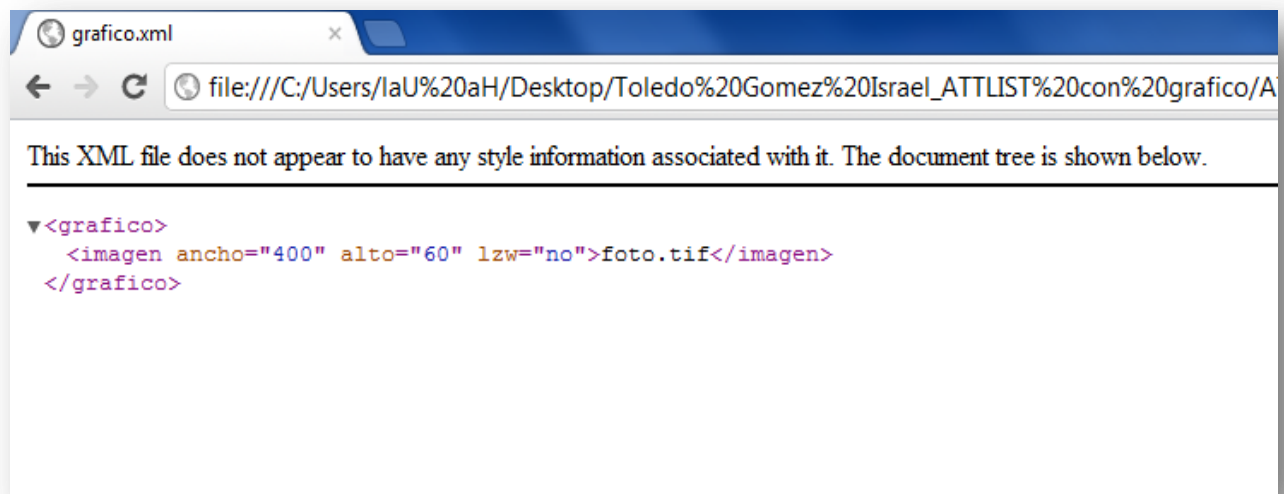 grafico.xml
file:///C:/Users/IaU%20aH/Desktop/Toledo%20Gomez%20Israel_ATTLIST%20con%20grafico/A
This XML file does not appear to have any style information associated with it. The document tree is shown below.
▼<grafico>
<imagen ancho="400" alto="60" lzw="no">foto.tif</imagen>
</grafico>